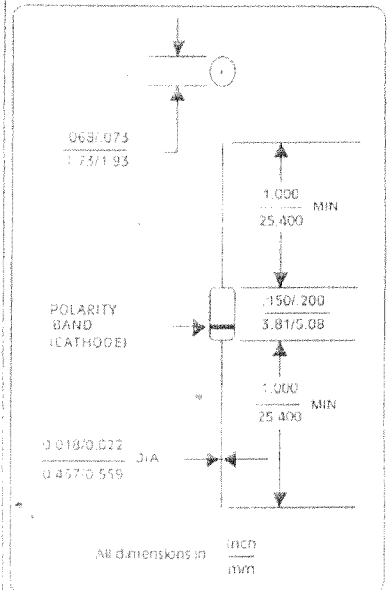 .068/.073
1.73/1.93
1.000
25.400 MIN
POLARITY
BAND
(CATHODE)
.150/.200
3.81/5.08
1.000
25.400 MIN
0.018/0.022
0.457/0.559 DIA
All dimensions in inch
mm